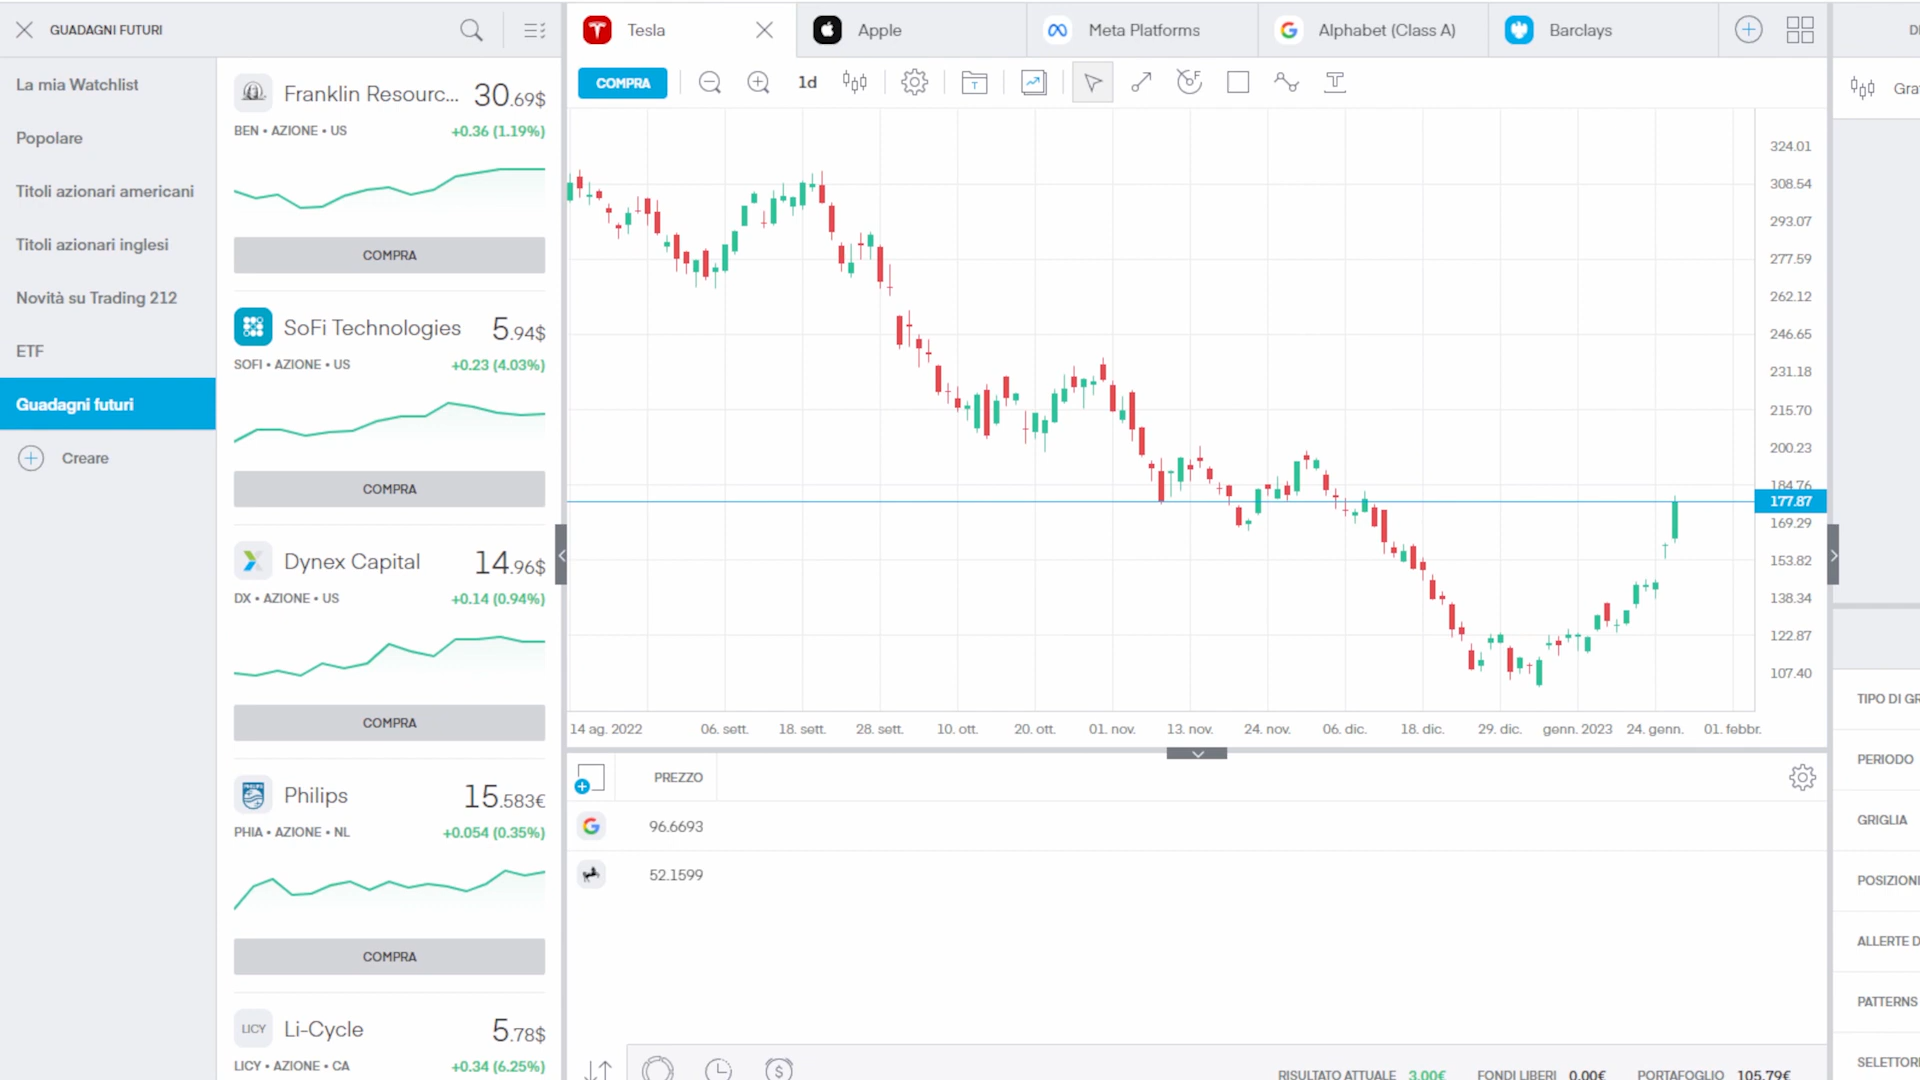 GUADAGNI FUTURI
La mia Watchlist
Popolare
Titoli azionari americani
Titoli azionari inglesi
Novità su Trading 212
ETF
Guadagni futuri
Creare
Franklin Resourc... 30.69$
BEN • AZIONE • US +0.36 (1.19%)
COMPRA
SoFi Technologies 5.94$
SOFI • AZIONE • US +0.23 (4.03%)
COMPRA
Dynex Capital 14.96$
DX • AZIONE • US +0.14 (0.94%)
COMPRA
PHILIPS
Philips 15.583€
PHIA • AZIONE • NL +0.054 (0.35%)
COMPRA
LICY Li-Cycle 5.78$
LICY • AZIONE • CA +0.34 (6.25%)
Tesla Apple Meta Platforms Alphabet (Class A) Barclays
COMPRA 1d
324.01
308.54
293.07
277.59
262.12
246.65
231.18
215.70
200.23
184.76
177.87
169.29
153.82
138.34
122.87
107.40
14 ag. 2022 06. sett. 18. sett. 28. sett. 10. ott. 20. ott. 01. nov. 13. nov. 24. nov. 06. dic. 18. dic. 29. dic. genn. 2023 24. genn. 01. febbr.
PREZZO
96.6693
52.1599
RISULTATO ATTUALE 3.00€ FONDI LIBERI 0.00€ PORTAFOGLIO 105.79€
Graf
TIPO DI GR
PERIODO
GRIGLIA
POSIZIONI
ALLERTE D
PATTERNS
SELETTORI